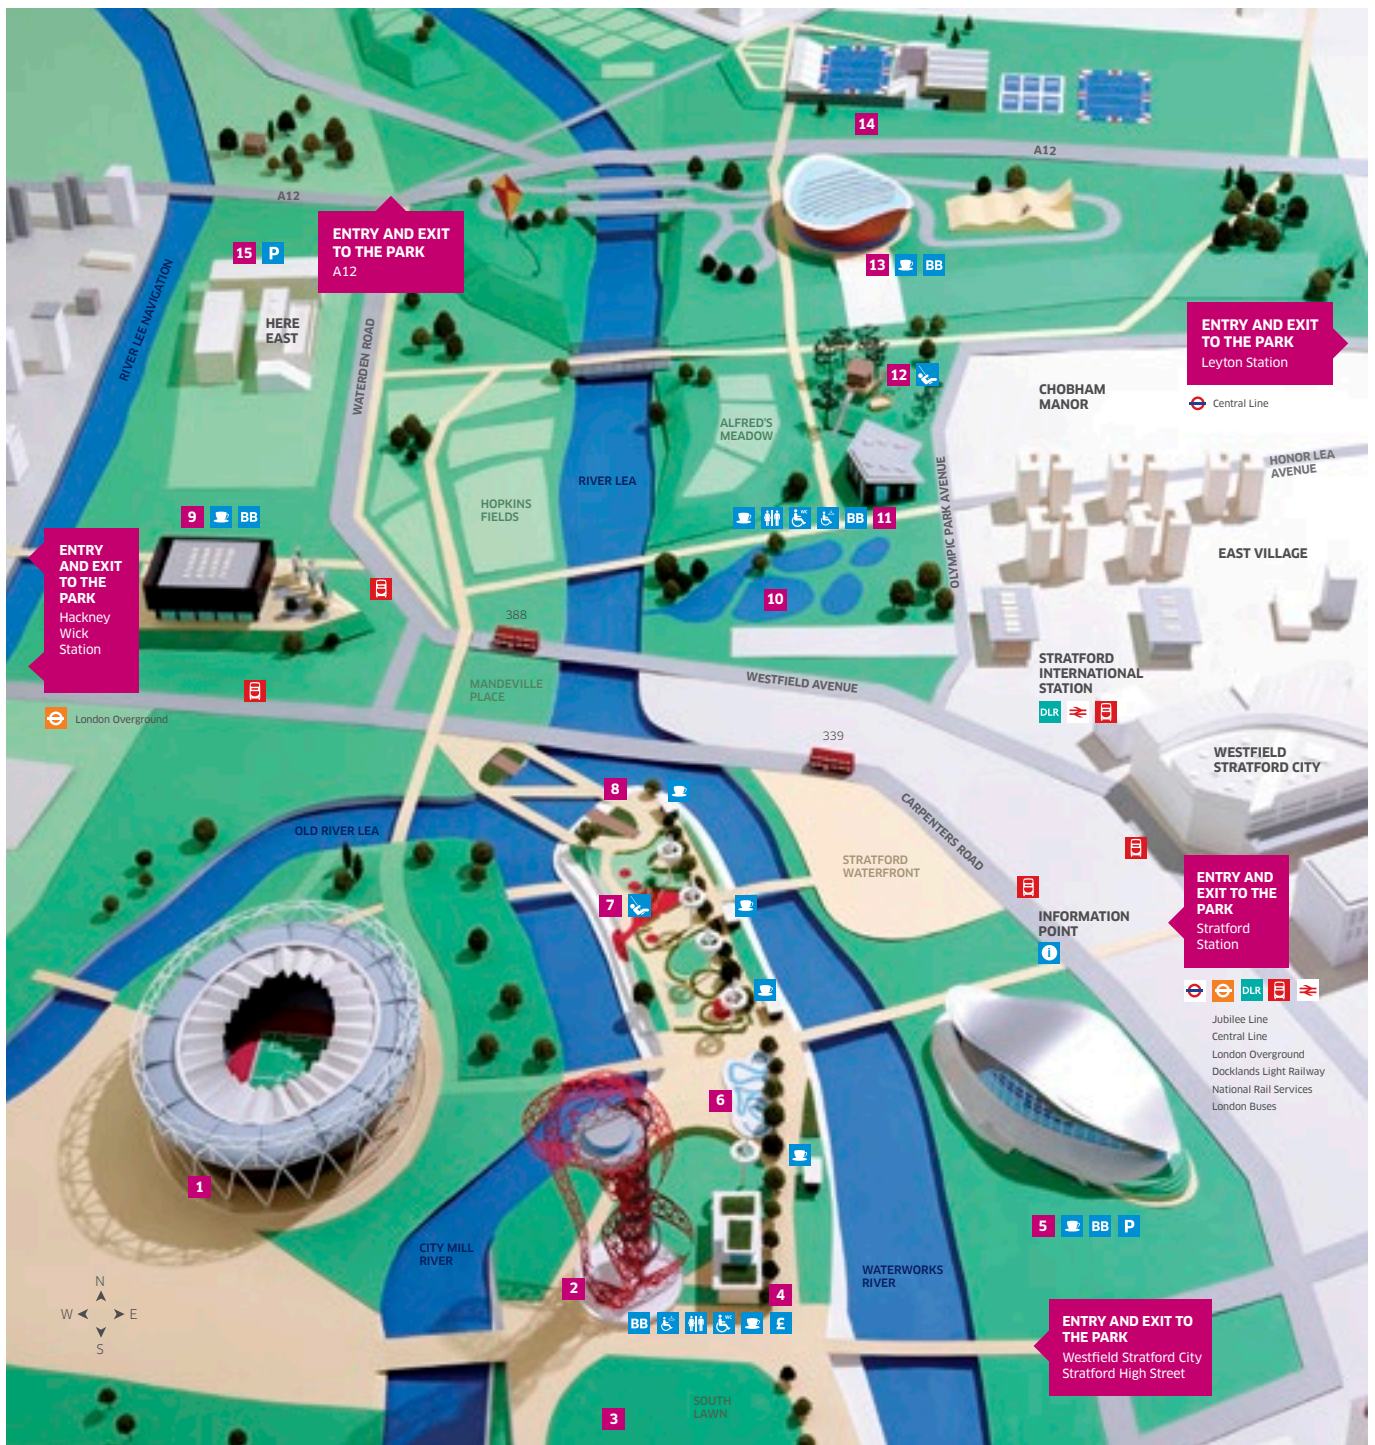 14
A12
A12
ENTRY AND EXIT
TO THE PARK
A12
15 P
13 BB
RIVER LEE NAVIGATION
HERE
EAST
WATERDEN ROAD
ENTRY AND EXIT
TO THE PARK
Leyton Station
Central Line
12
CHOBHAM
MANOR
ALFRED'S
MEADOW
HONOR LEA
AVENUE
RIVER LEA
HOPKINS
FIELDS
OLYMPIC PARK AVENUE
9 BB
WC BB 11
EAST VILLAGE
ENTRY
AND EXIT
TO THE
PARK
Hackney
Wick
Station
London Overground
10
388
MANDEVILLE
PLACE
WESTFIELD AVENUE
STRATFORD
INTERNATIONAL
STATION
DLR
339
WESTFIELD
STRATFORD CITY
8
OLD RIVER LEA
CARPENTERS ROAD
STRATFORD
WATERFRONT
7
INFORMATION
POINT
i
ENTRY AND
EXIT TO THE
PARK
Stratford
Station
DLR
Jubilee Line
Central Line
London Overground
Docklands Light Railway
National Rail Services
London Buses
6
1
5 BB P
CITY MILL
RIVER
WATERWORKS
RIVER
2
4
BB WC £
N
W E
S
ENTRY AND EXIT TO
THE PARK
Westfield Stratford City
Stratford High Street
SOUTH
LAWN
3